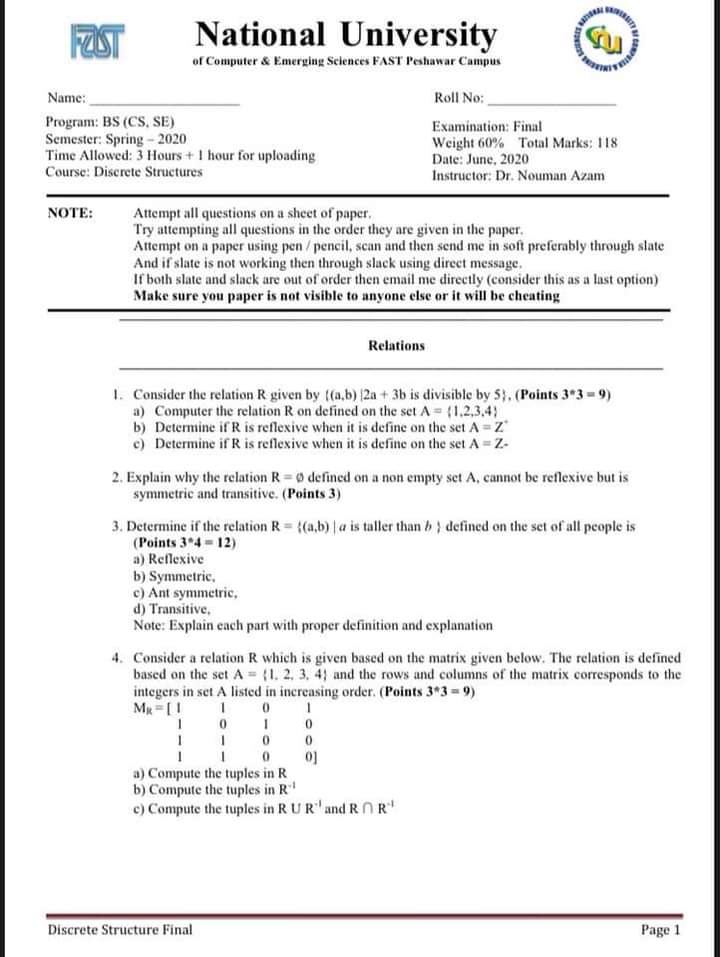 FAST
National University
of Computer & Emerging Sciences FAST Peshawar Campus
Name: ____________________ Roll No: ____________________
Program: BS (CS, SE) Examination: Final
Semester: Spring – 2020 Weight 60% Total Marks: 118
Time Allowed: 3 Hours + 1 hour for uploading Date: June, 2020
Course: Discrete Structures Instructor: Dr. Nouman Azam
NOTE: Attempt all questions on a sheet of paper.
Try attempting all questions in the order they are given in the paper.
Attempt on a paper using pen / pencil, scan and then send me in soft preferably through slate
And if slate is not working then through slack using direct message.
If both slate and slack are out of order then email me directly (consider this as a last option)
Make sure you paper is not visible to anyone else or it will be cheating
Relations
1. Consider the relation R given by {(a,b) |2a + 3b is divisible by 5}. (Points 3*3 = 9)
a) Computer the relation R on defined on the set A = {1,2,3,4}
b) Determine if R is reflexive when it is define on the set A = Z⁺
c) Determine if R is reflexive when it is define on the set A = Z-
2. Explain why the relation R = ∅ defined on a non empty set A, cannot be reflexive but is
symmetric and transitive. (Points 3)
3. Determine if the relation R = {(a,b) | a is taller than b } defined on the set of all people is
(Points 3*4 = 12)
a) Reflexive
b) Symmetric,
c) Ant symmetric,
d) Transitive,
Note: Explain each part with proper definition and explanation
4. Consider a relation R which is given based on the matrix given below. The relation is defined
based on the set A = {1, 2, 3, 4} and the rows and columns of the matrix corresponds to the
integers in set A listed in increasing order. (Points 3*3 = 9)
MR = [ 1 1 0 1
1 0 1 0
1 1 0 0
1 1 0 0]
a) Compute the tuples in R
b) Compute the tuples in R⁻¹
c) Compute the tuples in R U R⁻¹ and R ∩ R⁻¹
Discrete Structure Final Page 1